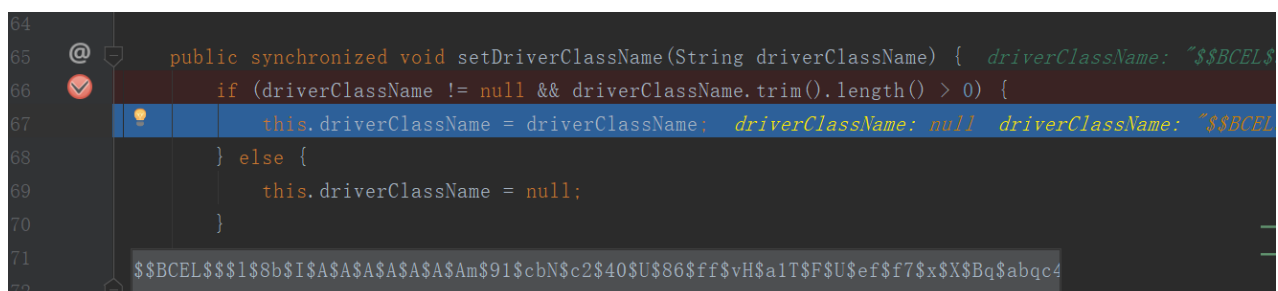 64
65 @ public synchronized void setDriverClassName(String driverClassName) { driverClassName: "$$BCEL$
66 if (driverClassName != null && driverClassName.trim().length() > 0) {
67 this.driverClassName = driverClassName; driverClassName: null driverClassName: "$$BCEL
68 } else {
69 this.driverClassName = null;
70 }
71
$$BCEL$$$l$8b$I$A$A$A$A$A$A$Am$91$cbN$c2$40$U$86$ff$vH$a1T$F$U$ef$f7$x$X$Bq$abqc4
72